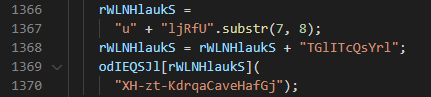 1366 rWLNHlaukS =
1367 "u" + "ljRfU".substr(7, 8);
1368 rWLNHlaukS = rWLNHlaukS + "TGlITcQsYrl";
1369 odIEQSJl[rWLNHlaukS](
1370 "XH-zt-KdrqaCaveHafGj");